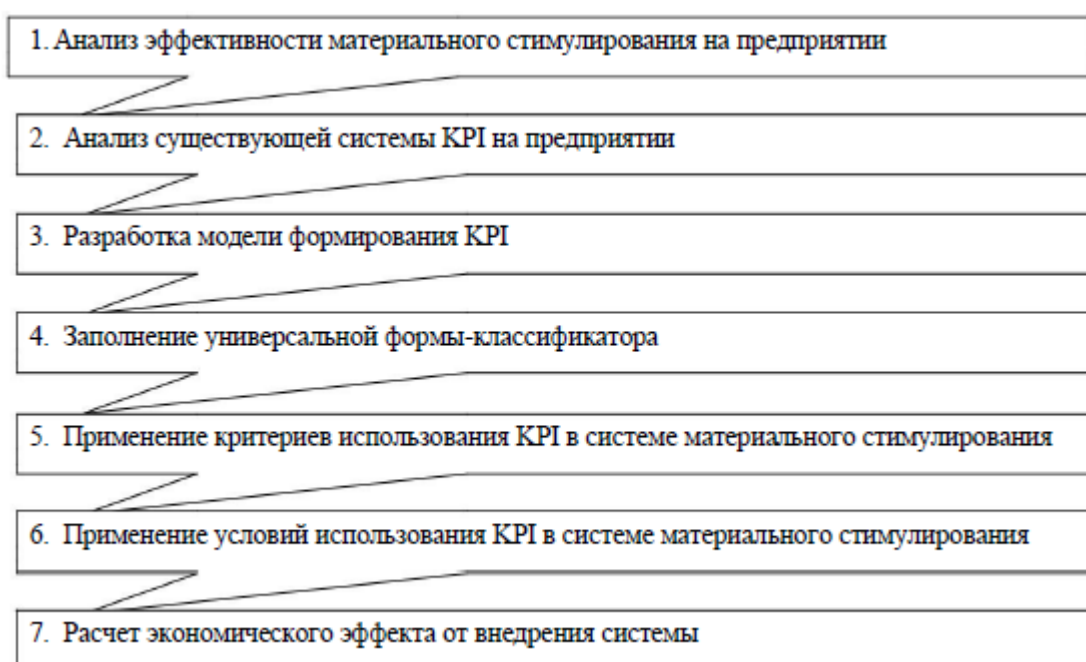 1. Анализ эффективности материального стимулирования на предприятии
2. Анализ существующей системы KPI на предприятии
3. Разработка модели формирования KPI
4. Заполнение универсальной формы-классификатора
5. Применение критериев использования KPI в системе материального стимулирования
6. Применение условий использования KPI в системе материального стимулирования
7. Расчет экономического эффекта от внедрения системы